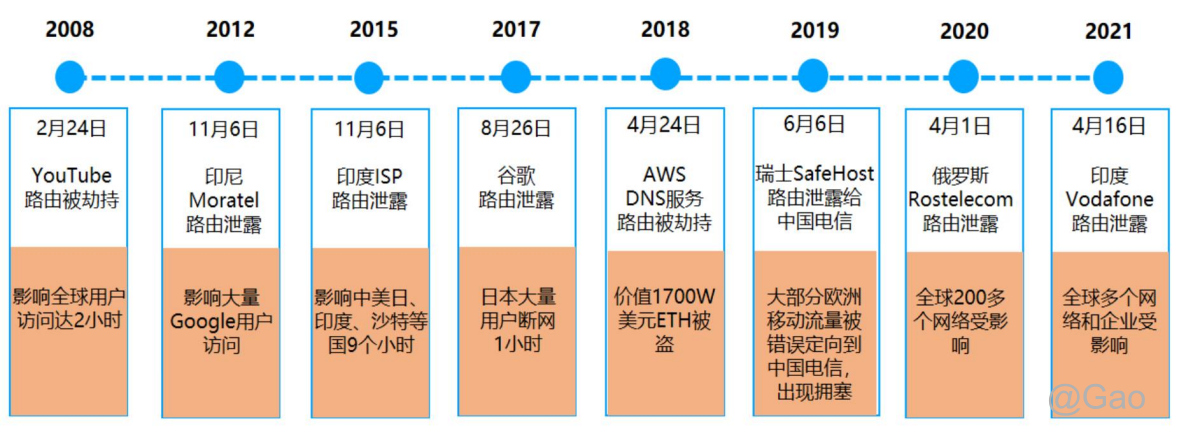 2008
2012
2015
2017
2018
2019
2020
2021
2月24日
YouTube
路由被劫持
影响全球用户
访问达2小时
11月6日
印尼
Moratel
路由泄露
影响大量
Google用户
访问
11月6日
印度ISP
路由泄露
影响中美日、
印度、沙特等
国9个小时
8月26日
谷歌
路由泄露
日本大量
用户断网
1小时
4月24日
AWS
DNS服务
路由被劫持
价值1700W
美元ETH被
盗
6月6日
瑞士SafeHost
路由泄露给
中国电信
大部分欧洲
移动流量被
错误定向到
中国电信，
出现拥塞
4月1日
俄罗斯
Rostelecom
路由泄露
全球200多
个网络受影
响
4月16日
印度
Vodafone
路由泄露
全球多个网
络和企业受
影响
@Gao